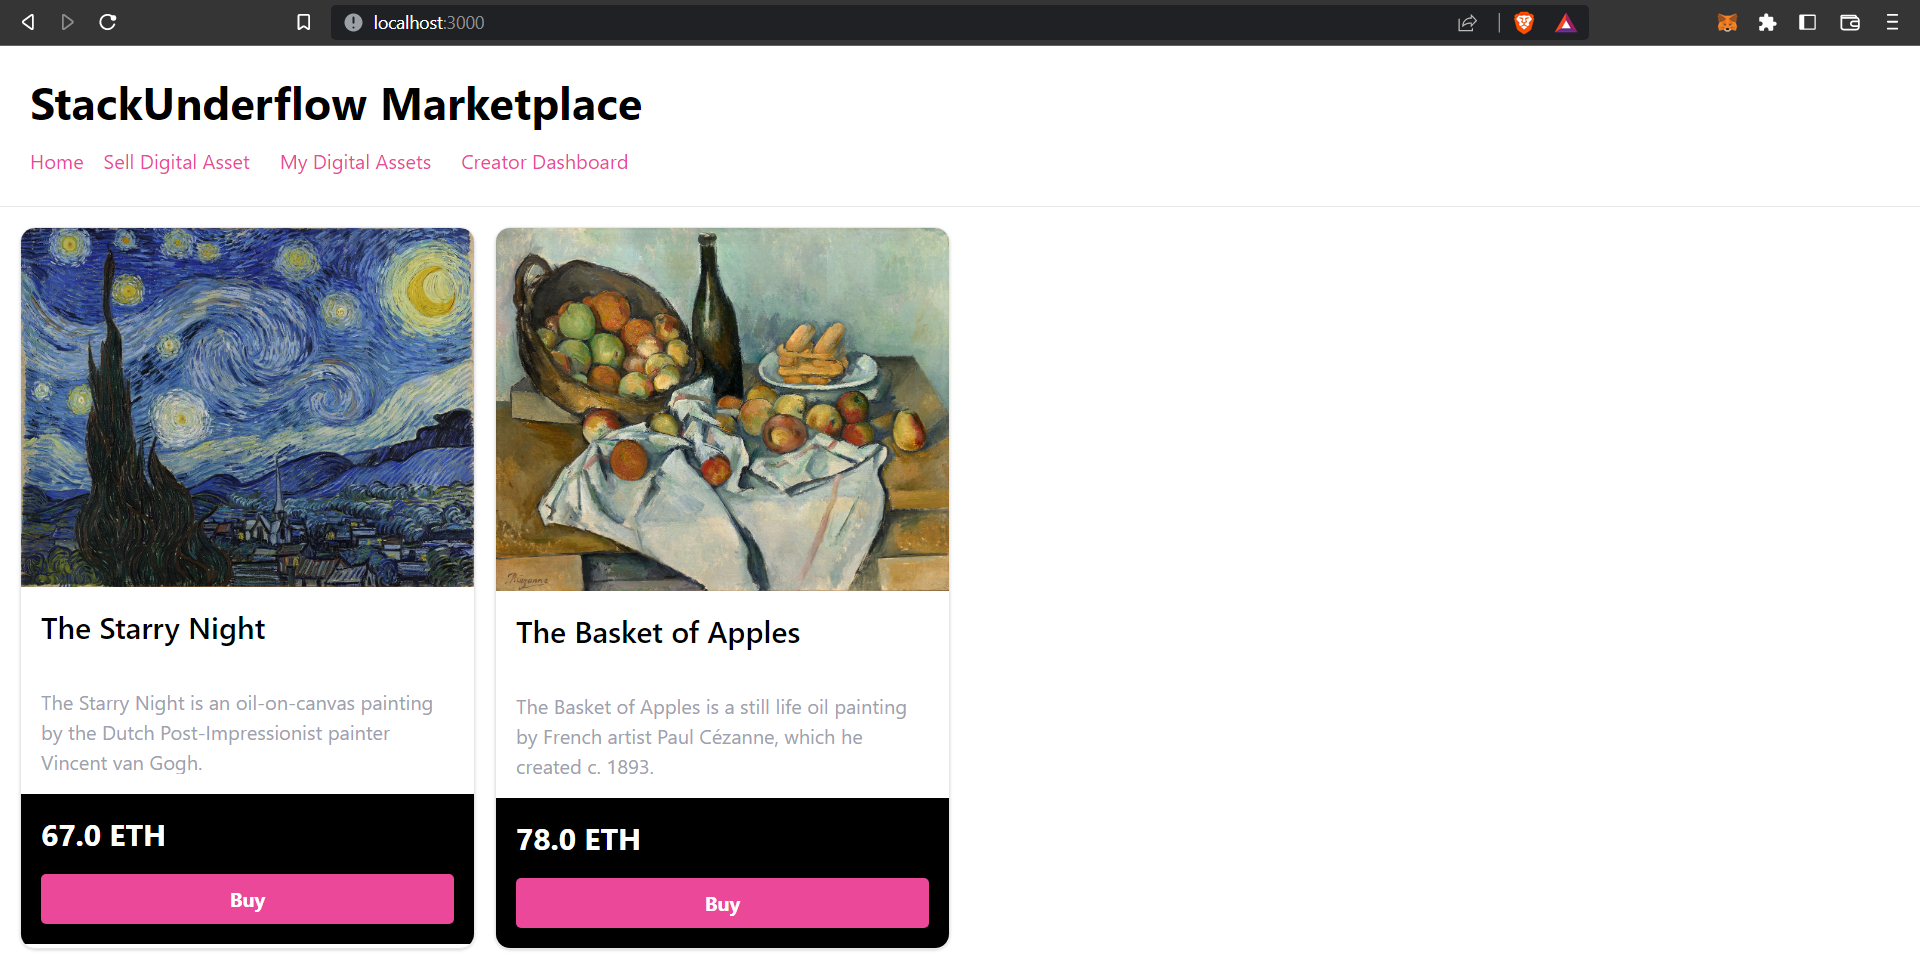 localhost:3000
StackUnderflow Marketplace
Home Sell Digital Asset My Digital Assets Creator Dashboard
The Starry Night
The Starry Night is an oil-on-canvas painting
by the Dutch Post-Impressionist painter
Vincent van Gogh.
67.0 ETH
Buy
The Basket of Apples
The Basket of Apples is a still life oil painting
by French artist Paul Cézanne, which he
created c. 1893.
78.0 ETH
Buy